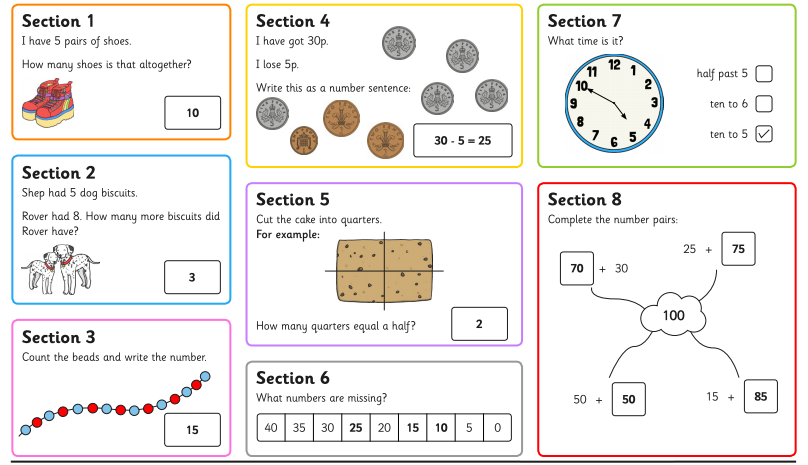 Section 1
I have 5 pairs of shoes.
How many shoes is that altogether?
10
Section 2
Shep had 5 dog biscuits.
Rover had 8. How many more biscuits did
Rover have?
3
Section 3
Count the beads and write the number.
15
Section 4
I have got 30p.
I lose 5p.
Write this as a number sentence:
30 - 5 = 25
Section 5
Cut the cake into quarters.
For example:
How many quarters equal a half?
2
Section 6
What numbers are missing?
40 35 30 25 20 15 10 5 0
Section 7
What time is it?
12
1
2
3
4
5
6
7
8
9
10
11
half past 5
ten to 6
ten to 5 ✓
Section 8
Complete the number pairs:
25 + 75
70 + 30
100
50 + 50
15 + 85